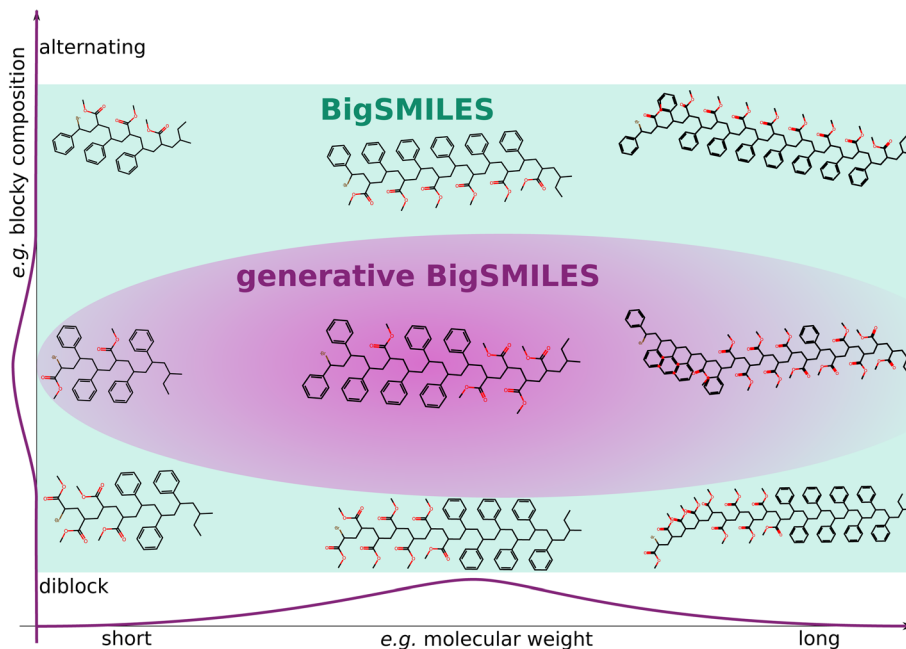 alternating
e.g. blocky composition
BigSMILES
generative BigSMILES
diblock
short
e.g. molecular weight
long